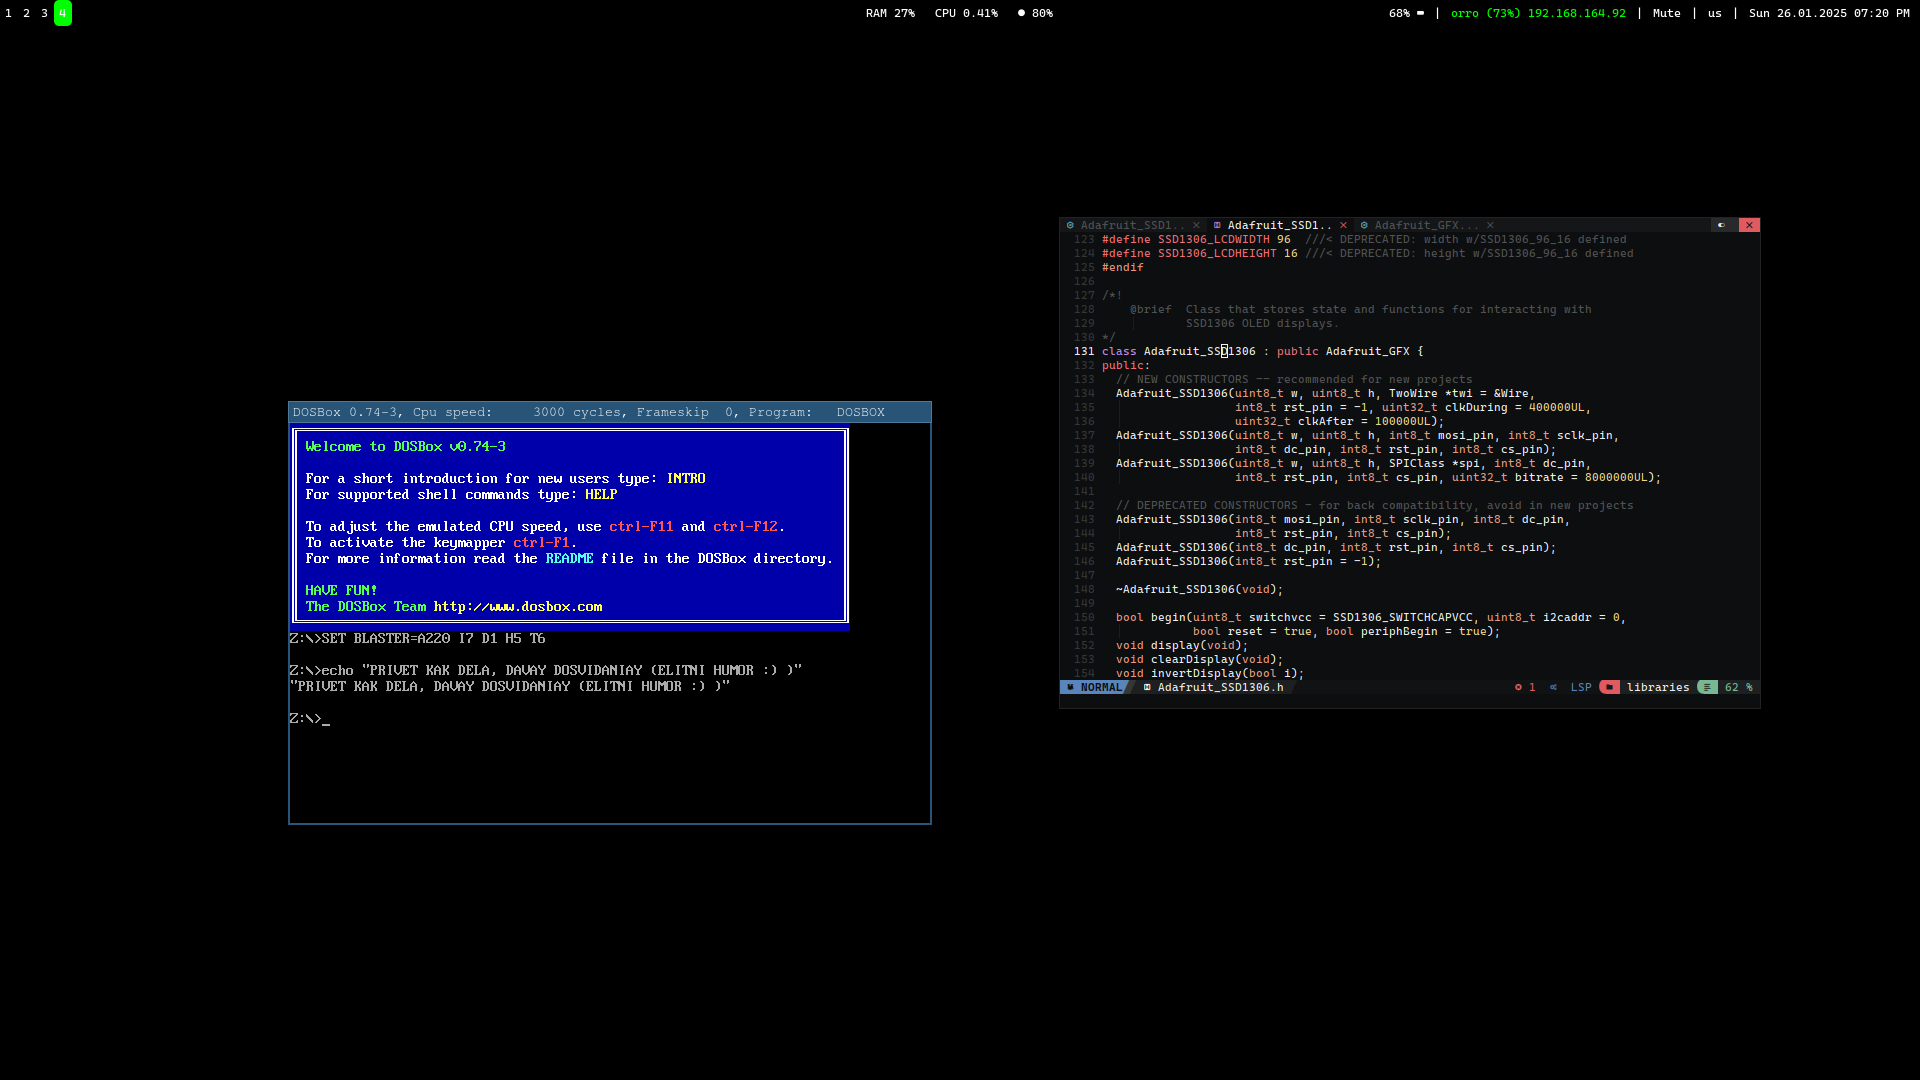 1 2 3 4
RAM 27% CPU 0.41% ● 80%
68% | orro (73%) 192.168.164.92 | Mute | us | Sun 26.01.2025 07:20 PM
DOSBox 0.74-3, Cpu speed: 3000 cycles, Frameskip 0, Program: DOSBOX
Welcome to DOSBox v0.74-3
For a short introduction for new users type: INTRO
For supported shell commands type: HELP
To adjust the emulated CPU speed, use ctrl-F11 and ctrl-F12.
To activate the keymapper ctrl-F1.
For more information read the README file in the DOSBox directory.
HAVE FUN!
The DOSBox Team http://www.dosbox.com
Z:\>SET BLASTER=A220 I7 D1 H5 T6
Z:\>echo "PRIVET KAK DELA, DAVAY DOSVIDANIAY (ELITNI HUMOR :) )"
"PRIVET KAK DELA, DAVAY DOSVIDANIAY (ELITNI HUMOR :) )"
Z:\>_
Adafruit_SSD1.. × Adafruit_SSD1.. × Adafruit_GFX... ×
123 #define SSD1306_LCDWIDTH 96 ///< DEPRECATED: width w/SSD1306_96_16 defined
124 #define SSD1306_LCDHEIGHT 16 ///< DEPRECATED: height w/SSD1306_96_16 defined
125 #endif
126
127 /*!
128 @brief Class that stores state and functions for interacting with
129 SSD1306 OLED displays.
130 */
131 class Adafruit_SSD1306 : public Adafruit_GFX {
132 public:
133 // NEW CONSTRUCTORS -- recommended for new projects
134 Adafruit_SSD1306(uint8_t w, uint8_t h, TwoWire *twi = &Wire,
135 int8_t rst_pin = -1, uint32_t clkDuring = 400000UL,
136 uint32_t clkAfter = 100000UL);
137 Adafruit_SSD1306(uint8_t w, uint8_t h, int8_t mosi_pin, int8_t sclk_pin,
138 int8_t dc_pin, int8_t rst_pin, int8_t cs_pin);
139 Adafruit_SSD1306(uint8_t w, uint8_t h, SPIClass *spi, int8_t dc_pin,
140 int8_t rst_pin, int8_t cs_pin, uint32_t bitrate = 8000000UL);
141
142 // DEPRECATED CONSTRUCTORS - for back compatibility, avoid in new projects
143 Adafruit_SSD1306(int8_t mosi_pin, int8_t sclk_pin, int8_t dc_pin,
144 int8_t rst_pin, int8_t cs_pin);
145 Adafruit_SSD1306(int8_t dc_pin, int8_t rst_pin, int8_t cs_pin);
146 Adafruit_SSD1306(int8_t rst_pin = -1);
147
148 ~Adafruit_SSD1306(void);
149
150 bool begin(uint8_t switchvcc = SSD1306_SWITCHCAPVCC, uint8_t i2caddr = 0,
151 bool reset = true, bool periphBegin = true);
152 void display(void);
153 void clearDisplay(void);
154 void invertDisplay(bool i);
NORMAL Adafruit_SSD1306.h 1 LSP libraries 62 %